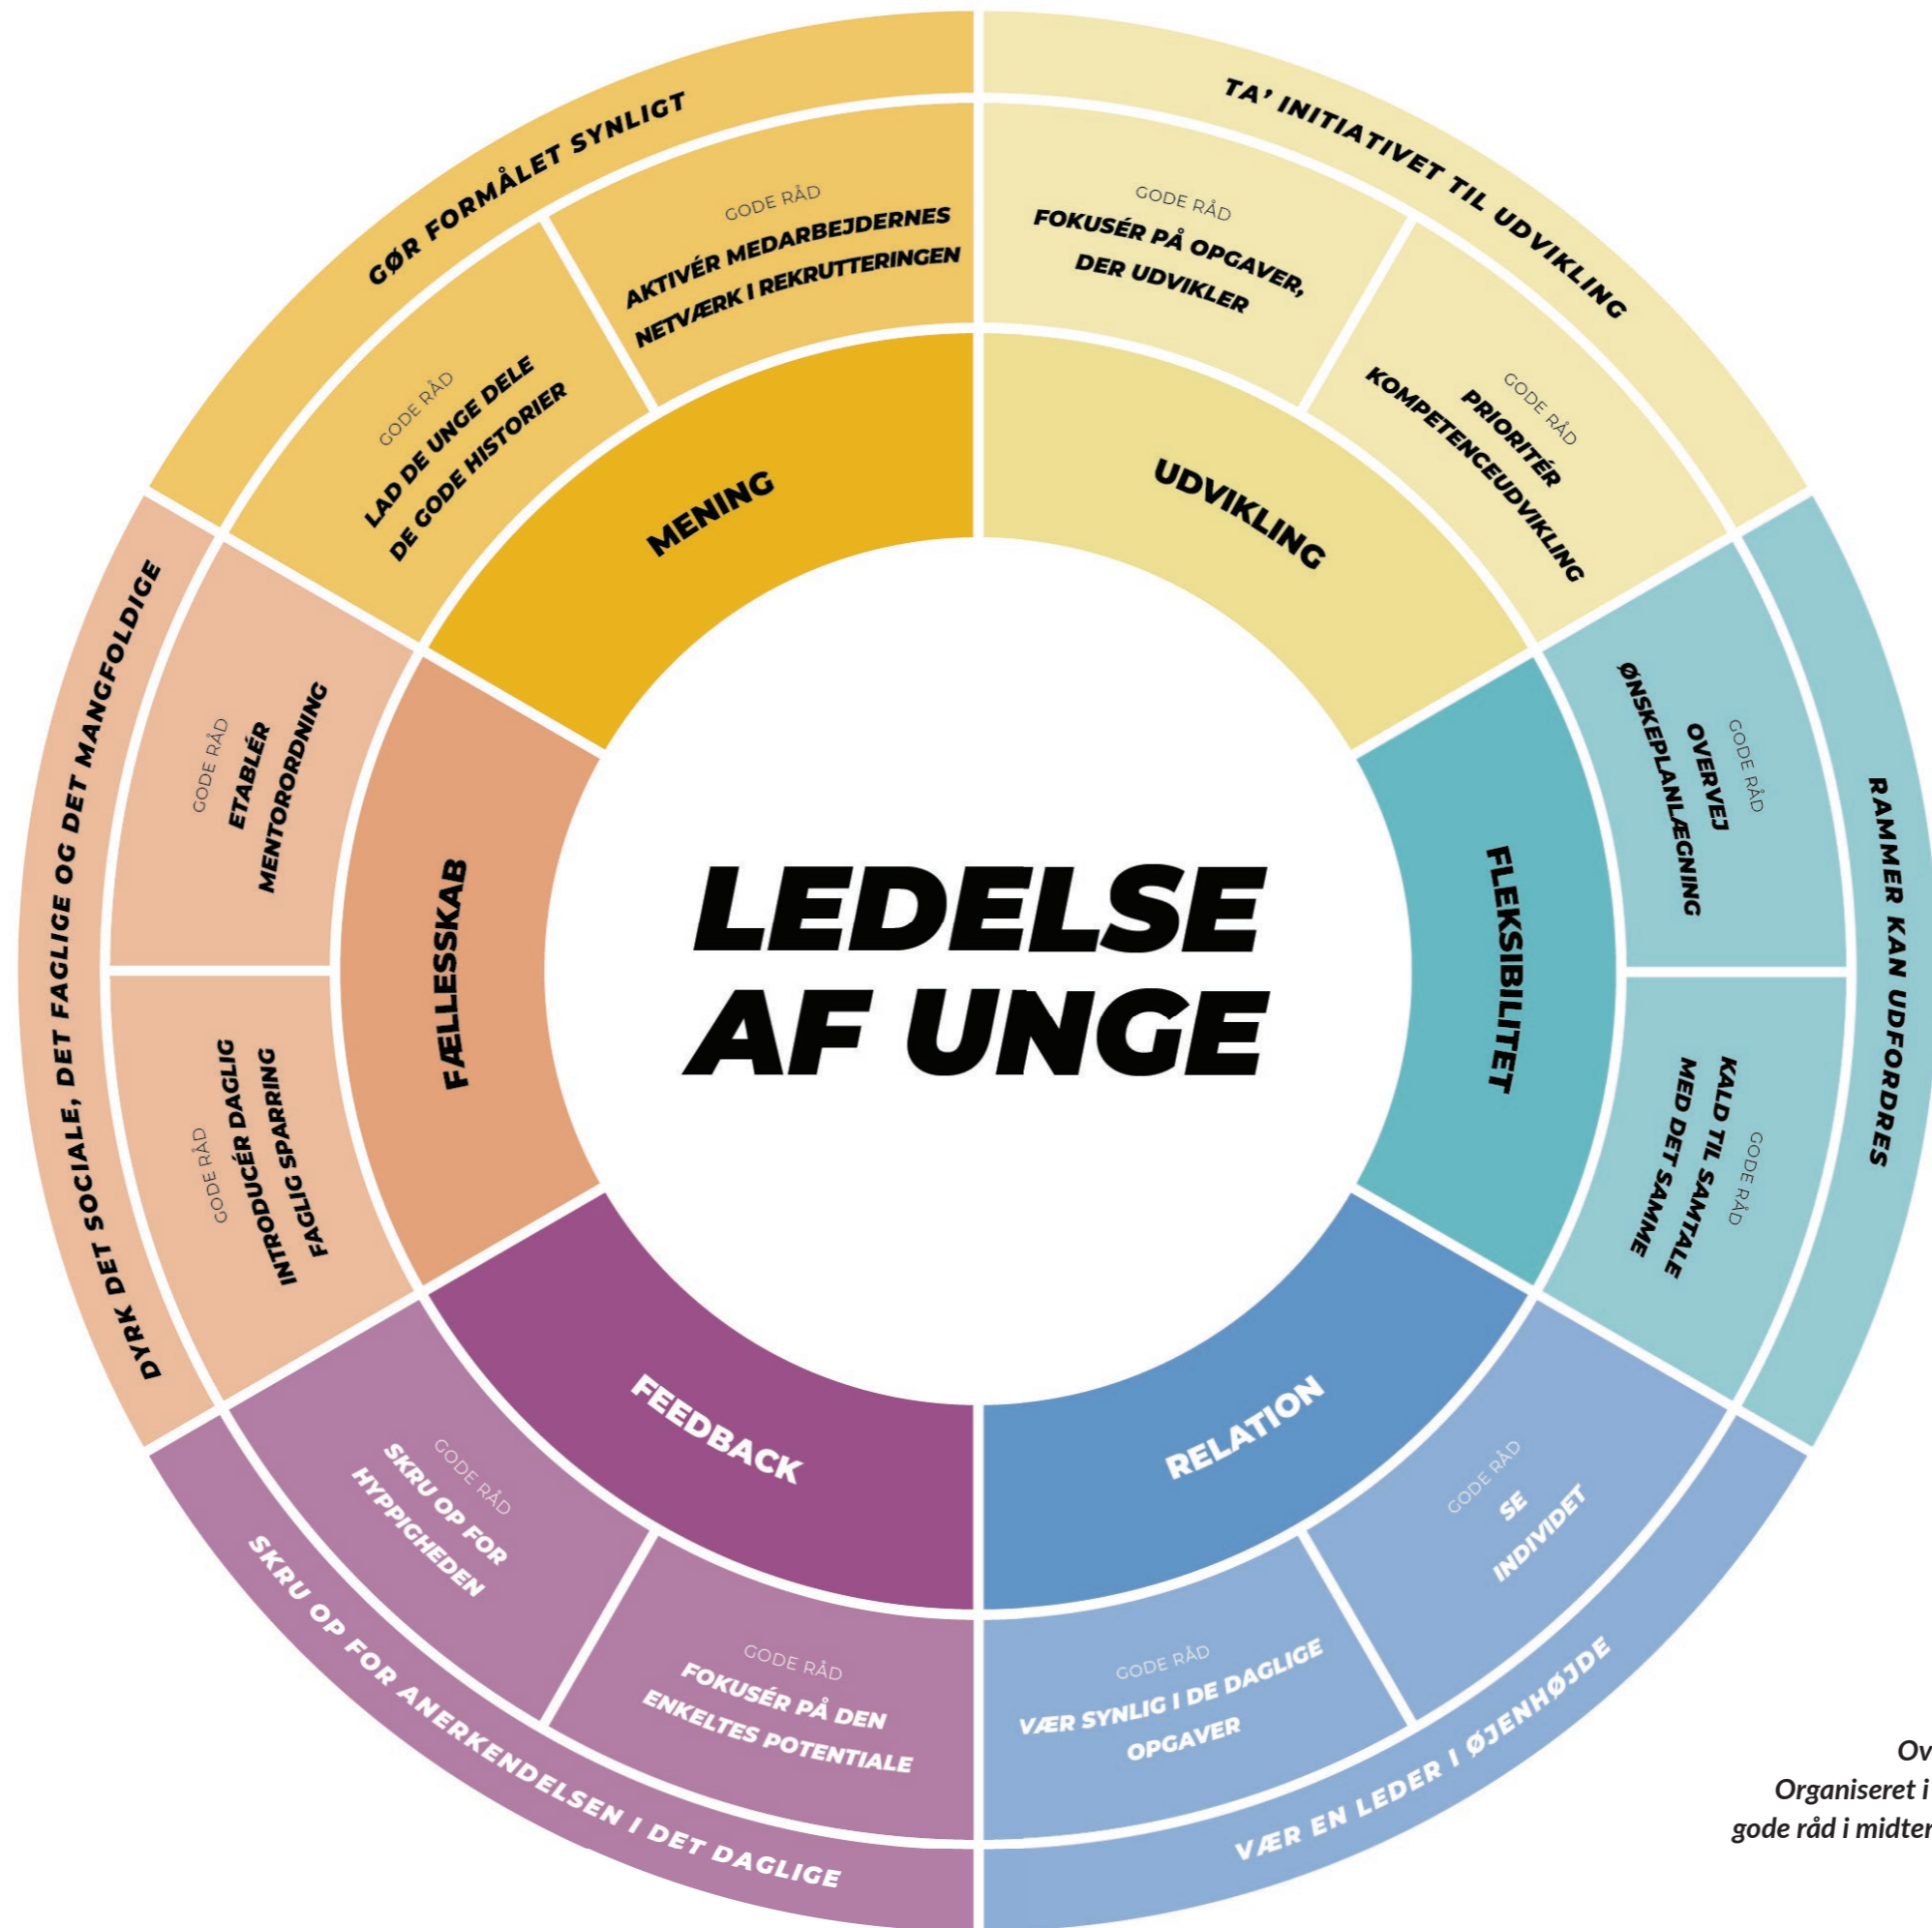 LEDELSE
AF UNGE
MENING
GØR FORMÅLET SYNLIGT
GODE RÅD
LAD DE UNGE DELE
DE GODE HISTORIER
GODE RÅD
AKTIVÉR MEDARBEJDERNES
NETVÆRK I REKRUTTERINGEN
UDVIKLING
TA' INITIATIVET TIL UDVIKLING
GODE RÅD
FOKUSÉR PÅ OPGAVER,
DER UDVIKLER
GODE RÅD
PRIORITÉR
KOMPETENCEUDVIKLING
FLEKSIBILITET
RAMMER KAN UDFORDRES
GODE RÅD
OVERVEJ
ØNSKEPLANLÆGNING
GODE RÅD
KALD TIL SAMTALE
MED DET SAMME
RELATION
VÆR EN LEDER I ØJENHØJDE
GODE RÅD
SE
INDIVIDET
GODE RÅD
VÆR SYNLIG I DE DAGLIGE
OPGAVER
FEEDBACK
SKRU OP FOR ANERKENDELSEN I DET DAGLIGE
GODE RÅD
FOKUSÉR PÅ DEN
ENKELTES POTENTIALE
GODE RÅD
SKRU OP FOR
HYPPIGHEDEN
FÆLLESSKAB
DYRK DET SOCIALE, DET FAGLIGE OG DET MANGFOLDIGE
GODE RÅD
INTRODUCÉR DAGLIG
FAGLIG SPARRING
GODE RÅD
ETABLÉR
MENTORORDNING
Ov
Organiseret i
gode råd i midter